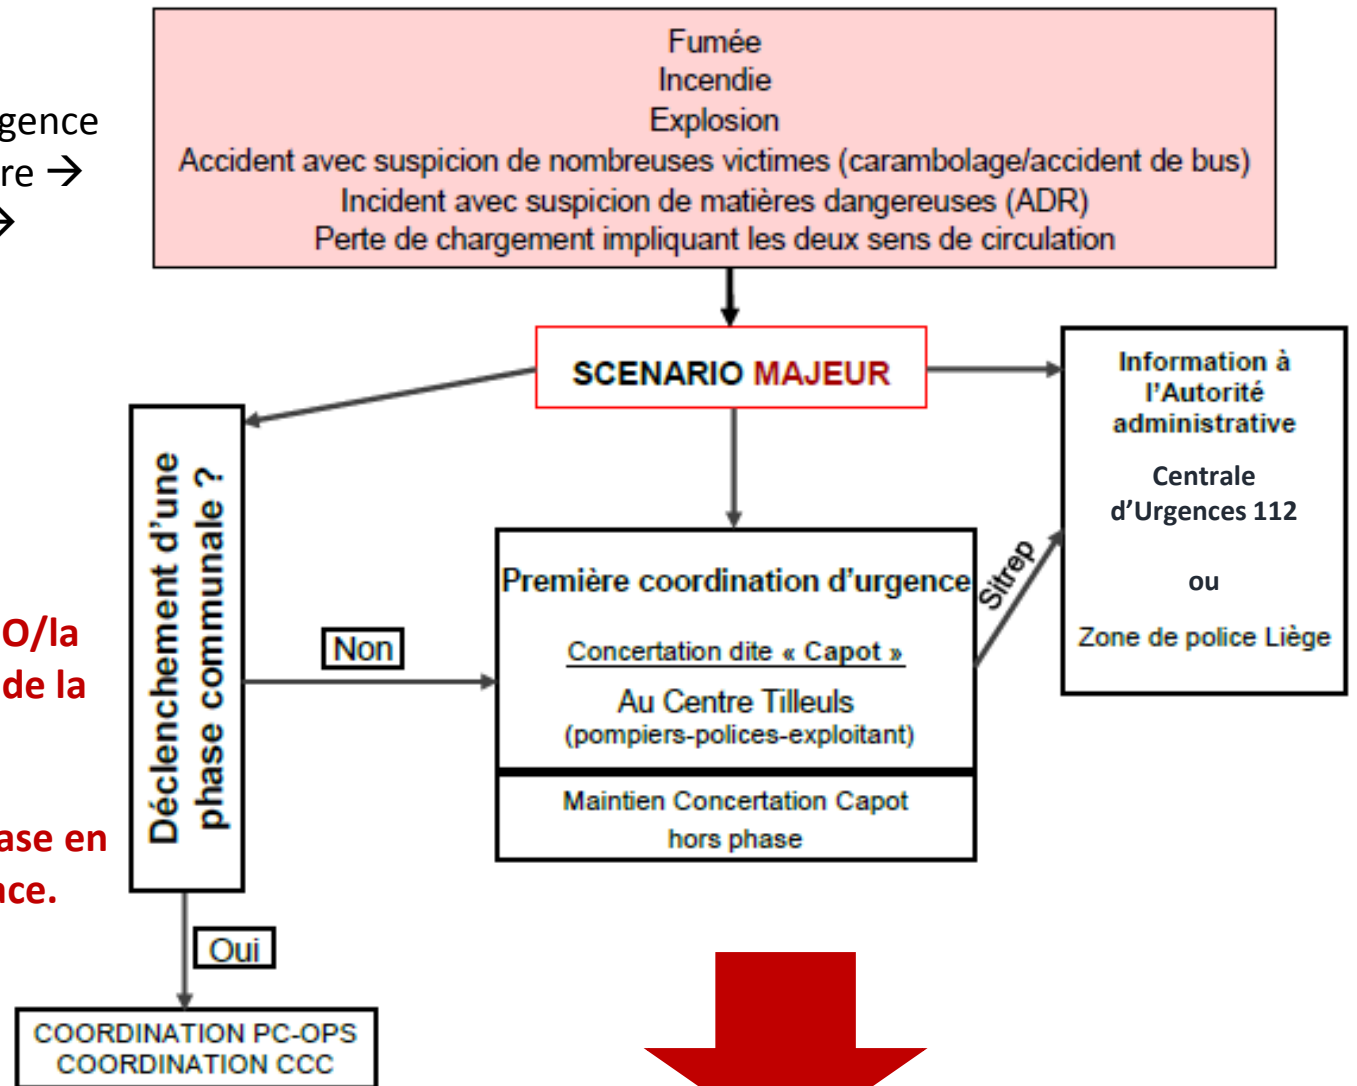 Fumée
Incendie
Explosion
Accident avec suspicion de nombreuses victimes (carambolage/accident de bus)
Incident avec suspicion de matières dangereuses (ADR)
Perte de chargement impliquant les deux sens de circulation
gence
re →
→
SCENARIO MAJEUR
Information à
l'Autorité
administrative
Centrale
d'Urgences 112
ou
Zone de police Liège
Déclenchement d'une
phase communale ?
Première coordination d'urgence
Concertation dite « Capot »
Au Centre Tilleuls
(pompiers-polices-exploitant)
Maintien Concertation Capot
hors phase
Sitrep
Non
O/la
de la
ase en
ace.
Oui
COORDINATION PC-OPS
COORDINATION CCC